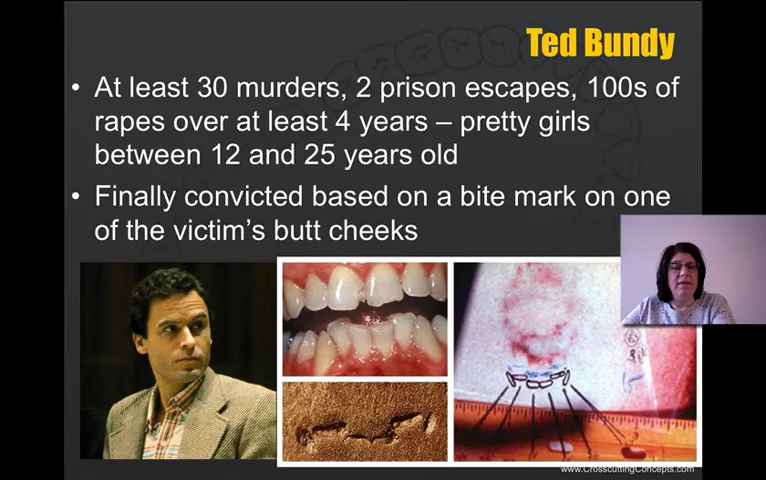 Ted Bundy
• At least 30 murders, 2 prison escapes, 100s of
rapes over at least 4 years – pretty girls
between 12 and 25 years old
• Finally convicted based on a bite mark on one
of the victim's butt cheeks
www.CrosscuttingConcepts.com